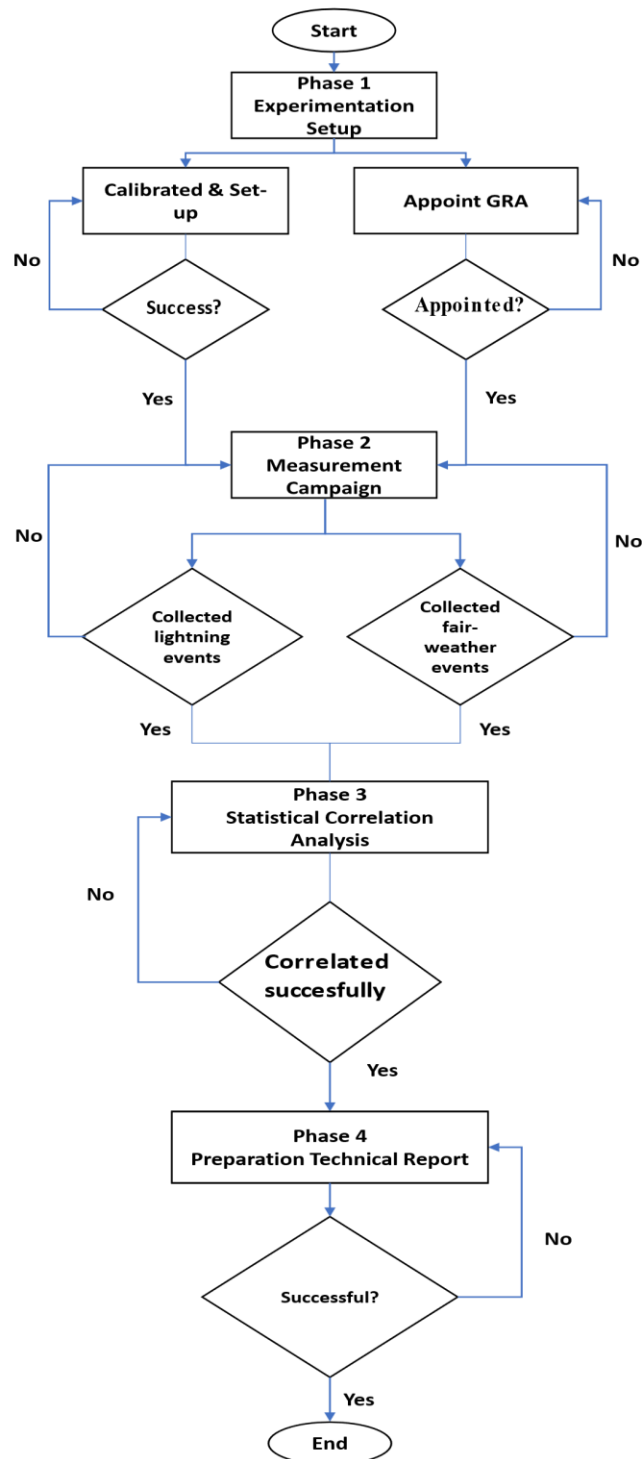 Start
Phase 1
Experimentation
Setup
Calibrated & Set-
up
Appoint GRA
No
No
Success?
Appointed?
Yes
Yes
Phase 2
Measurement
Campaign
No
No
Collected
lightning
events
Collected
fair-
weather
events
Yes
Yes
Phase 3
Statistical Correlation
Analysis
No
Correlated
succesfully
Yes
Phase 4
Preparation Technical Report
No
Successful?
Yes
End